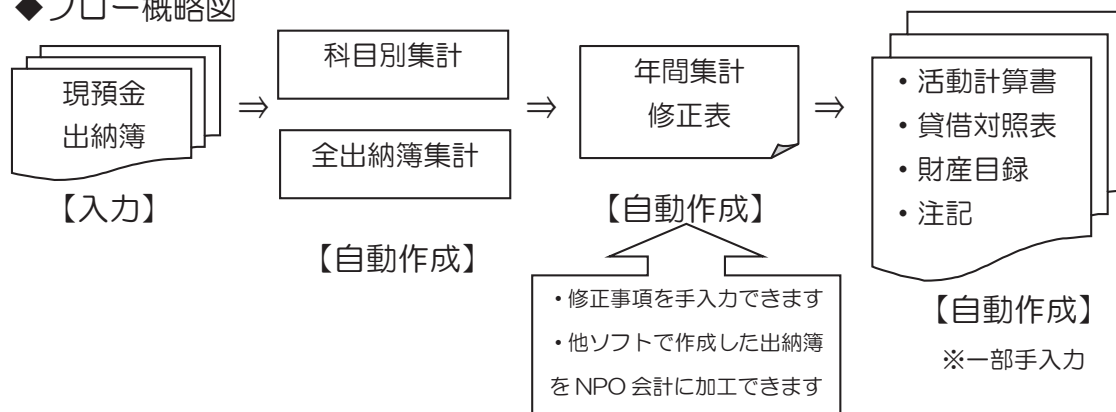 ◆フロー概略図
現預金
出納簿
【入力】
⇒
科目別集計
全出納簿集計
【自動作成】
⇒
年間集計
修正表
【自動作成】
・修正事項を手入力できます
・他ソフトで作成した出納簿
をNPO会計に加工できます
⇒
・活動計算書
・貸借対照表
・財産目録
・注記
【自動作成】
※一部手入力